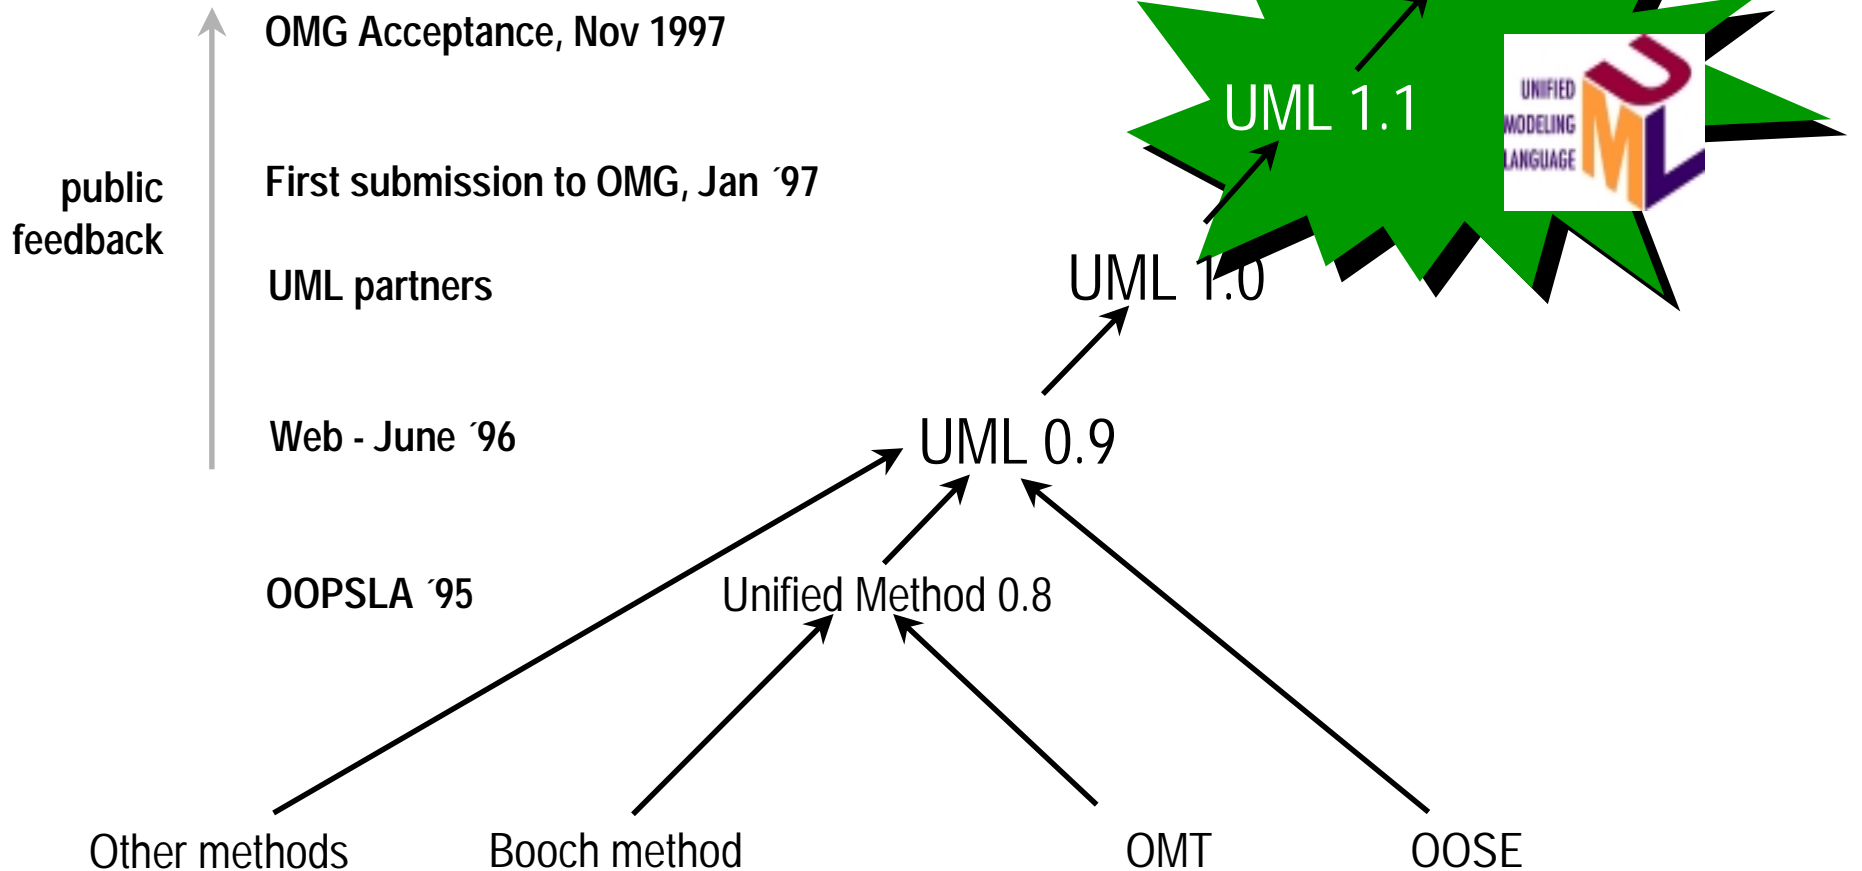 OMG Acceptance, Nov 1997
UML 1.1
UNIFIED
MODELING
LANGUAGE
UML
First submission to OMG, Jan ´97
public
feedback
UML partners
UML 1.0
Web - June ´96
UML 0.9
OOPSLA ´95
Unified Method 0.8
Other methods
Booch method
OMT
OOSE